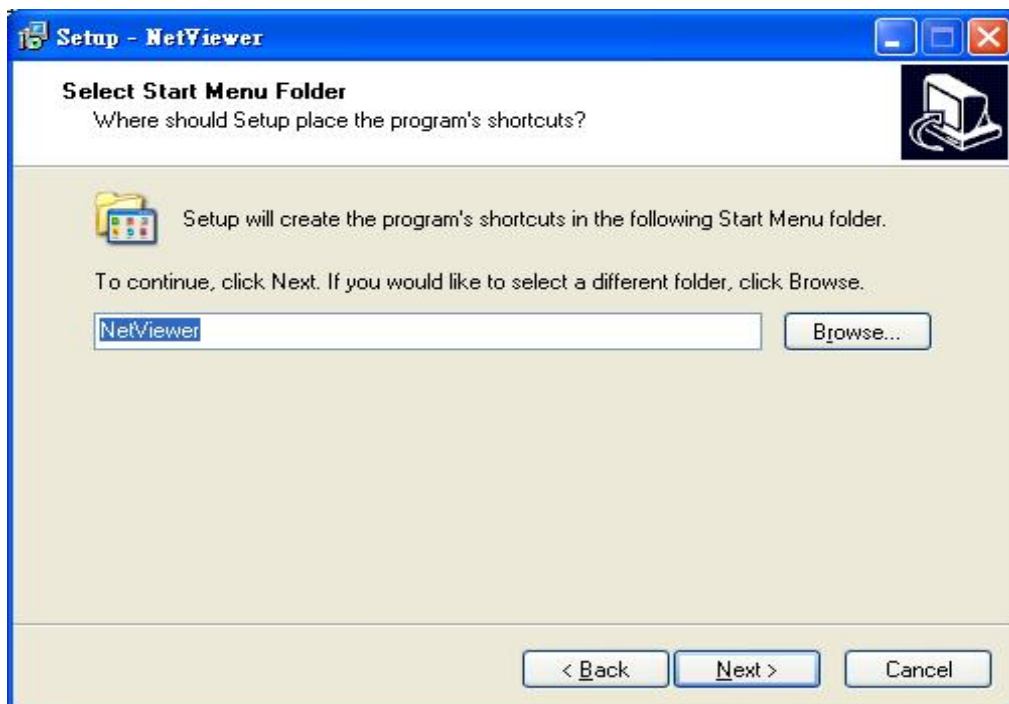 Setup - NetViewer
Select Start Menu Folder
Where should Setup place the program's shortcuts?
Setup will create the program's shortcuts in the following Start Menu folder.
To continue, click Next. If you would like to select a different folder, click Browse.
NetViewer
Browse...
< Back
Next >
Cancel